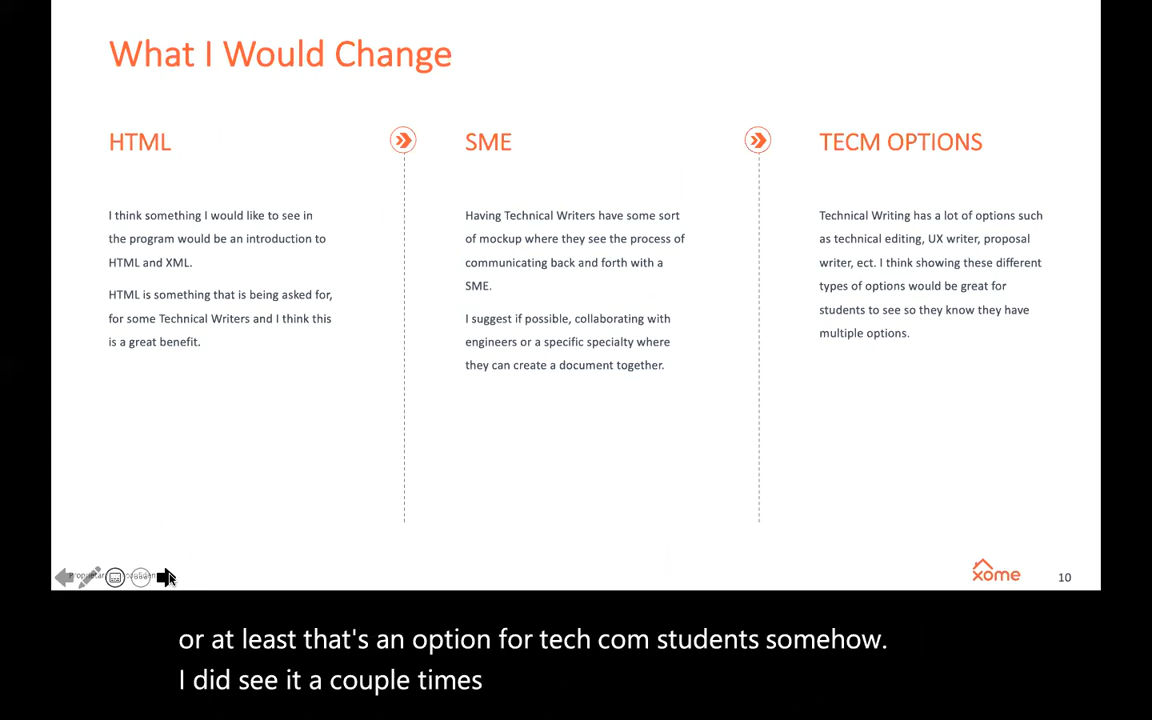 What I Would Change
HTML
I think something I would like to see in
the program would be an introduction to
HTML and XML.
HTML is something that is being asked for,
for some Technical Writers and I think this
is a great benefit.
SME
Having Technical Writers have some sort
of mockup where they see the process of
communicating back and forth with a
SME.
I suggest if possible, collaborating with
engineers or a specific specialty where
they can create a document together.
TECM OPTIONS
Technical Writing has a lot of options such
as technical editing, UX writer, proposal
writer, ect. I think showing these different
types of options would be great for
students to see so they know they have
multiple options.
xome
10
or at least that's an option for tech com students somehow.
I did see it a couple times